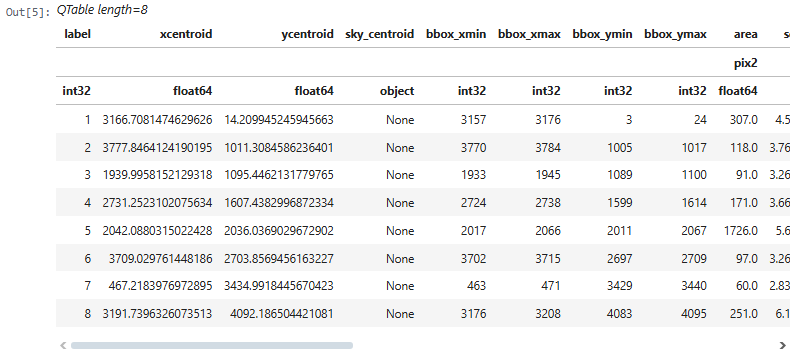 Out[5]: QTable length=8
label xcentroid ycentroid sky_centroid bbox_xmin bbox_xmax bbox_ymin bbox_ymax area
pix2
int32 float64 float64 object int32 int32 int32 int32 float64
1 3166.7081474629626 14.209945245945663 None 3157 3176 3 24 307.0 4.5
2 3777.8464124190195 1011.3084586236401 None 3770 3784 1005 1017 118.0 3.76
3 1939.9958152129318 1095.4462131779765 None 1933 1945 1089 1100 91.0 3.26
4 2731.2523102075634 1607.4382996872334 None 2724 2738 1599 1614 171.0 3.66
5 2042.0880315022428 2036.0369029672902 None 2017 2066 2011 2067 1726.0 5.6
6 3709.029761448186 2703.8569456163227 None 3702 3715 2697 2709 97.0 3.26
7 467.2183976972895 3434.9918445670423 None 463 471 3429 3440 60.0 2.83
8 3191.7396326073513 4092.186504421081 None 3176 3208 4083 4095 251.0 6.1